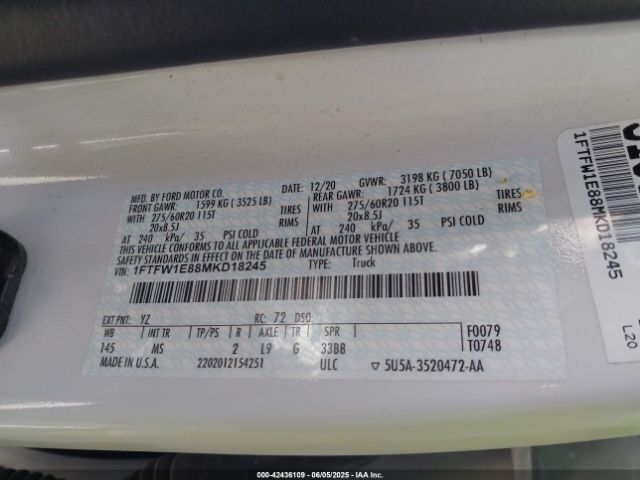 MFD. BY FORD MOTOR CO. DATE: 12/20 GVWR: 3198 KG ( 7050 LB)
FRONT GAWR: 1599 KG ( 3525 LB) REAR GAWR: 1724 KG ( 3800 LB)
WITH 275/60R20 115T TIRES WITH 275/60R20 115T TIRES
20x8.5J RIMS 20x8.5J RIMS
AT 240 kPa/ 35 PSI COLD AT 240 kPa/ 35 PSI COLD
THIS VEHICLE CONFORMS TO ALL APPLICABLE FEDERAL MOTOR VEHICLE
SAFETY STANDARDS IN EFFECT ON THE DATE OF MANUFACTURE SHOWN ABOVE.
VIN: 1FTFW1E88MKD18245 TYPE: Truck
EXT PNT: YZ RC: 72 DSO:
WB INT TR TP/PS R AXLE TR SPR F0079
145 MS 2 L9 G 33BB T0748
MADE IN U.S.A. 2202012154251 ULC 5U5A-3520472-AA
1FTFW1E88MKD18245
L20
000-42436109 - 06/05/2025 - IAAI.com